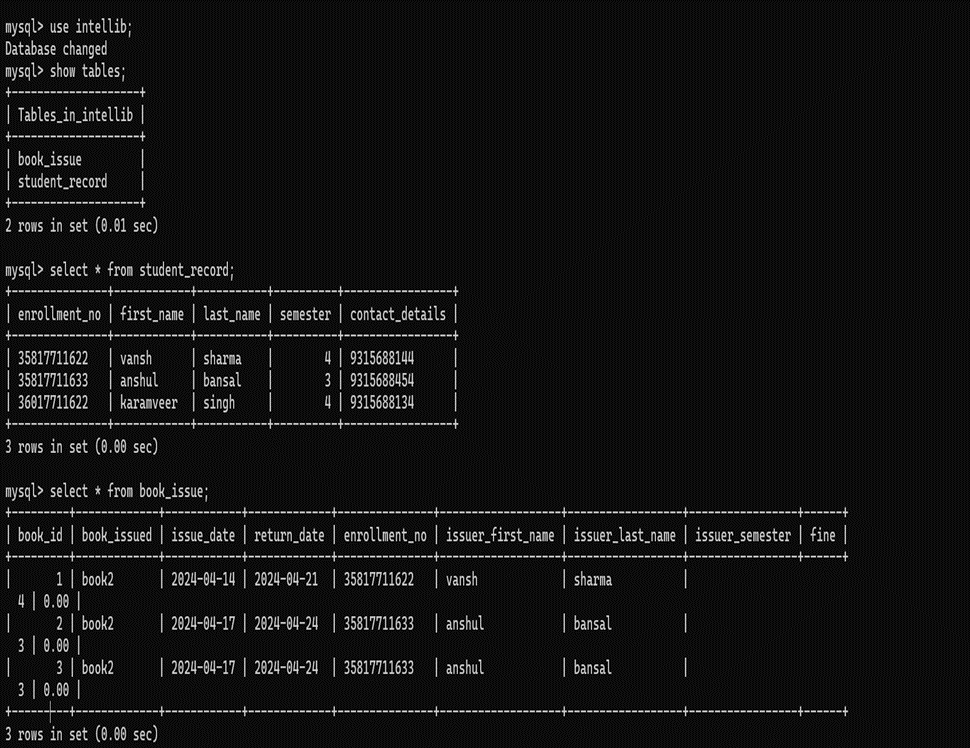 mysql> use intellib;
Database changed
mysql> show tables;
+--------------------+
| Tables_in_intellib |
+--------------------+
| book_issue         |
| student_record     |
+--------------------+
2 rows in set (0.01 sec)

mysql> select * from student_record;
+---------------+------------+-----------+----------+-----------------+
| enrollment_no | first_name | last_name | semester | contact_details |
+---------------+------------+-----------+----------+-----------------+
| 35817711622   | vansh      | sharma    |        4 | 9315688144      |
| 35817711633   | anshul     | bansal    |        3 | 9315688454      |
| 36017711622   | karamveer  | singh     |        4 | 9315688134      |
+---------------+------------+-----------+----------+-----------------+
3 rows in set (0.00 sec)

mysql> select * from book_issue;
+---------+-------------+------------+-------------+---------------+-------------------+------------------+-----------------+------+
| book_id | book_issued | issue_date | return_date | enrollment_no | issuer_first_name | issuer_last_name | issuer_semester | fine |
+---------+-------------+------------+-------------+---------------+-------------------+------------------+-----------------+------+
|       1 | book2       | 2024-04-14 | 2024-04-21  | 35817711622   | vansh             | sharma           |
  4 | 0.00 |
|       2 | book2       | 2024-04-17 | 2024-04-24  | 35817711633   | anshul            | bansal           |
  3 | 0.00 |
|       3 | book2       | 2024-04-17 | 2024-04-24  | 35817711633   | anshul            | bansal           |
  3 | 0.00 |
+---------+-------------+------------+-------------+---------------+-------------------+------------------+-----------------+------+
3 rows in set (0.00 sec)